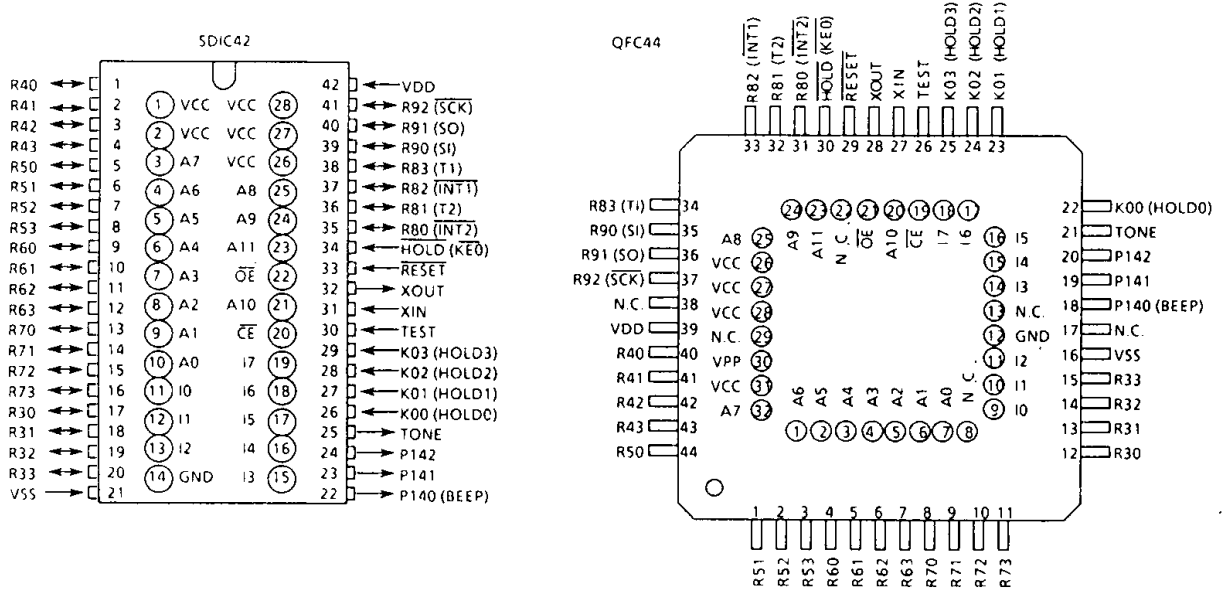 SDIC42
R40 1 42 VDD
R41 2 ① VCC VCC ㉘ 41 R92 (SCK)
R42 3 40 R91 (SO)
R43 4 ② VCC VCC ㉗ 39 R90 (SI)
R50 5 ③ A7 VCC ㉖ 38 R83 (T1)
R51 6 ④ A6 A8 ㉕ 37 R82 (INT1)
R52 7 36 R81 (T2)
R53 8 ⑤ A5 A9 ㉔ 35 R80 (INT2)
R60 9 ⑥ A4 A11 ㉓ 34 HOLD (KE0)
R61 10 ⑦ A3 OE ㉒ 33 RESET
R62 11 32 XOUT
R63 12 ⑧ A2 A10 ㉑ 31 XIN
R70 13 ⑨ A1 CE ⑳ 30 TEST
R71 14 29 K03 (HOLD3)
R72 15 ⑩ A0 I7 ⑲ 28 K02 (HOLD2)
R73 16 ⑪ I0 I6 ⑱ 27 K01 (HOLD1)
R30 17 26 K00 (HOLD0)
R31 18 ⑫ I1 I5 ⑰ 25 TONE
R32 19 ⑬ I2 I4 ⑯ 24 P142
R33 20 ⑭ GND I3 ⑮ 23 P141
VSS 21 22 P140 (BEEP)
QFC44
R82 (INT1) R81 (T2) R80 (INT2) HOLD (KE0) RESET XOUT XIN TEST K03 (HOLD3) K02 (HOLD2) K01 (HOLD1)
33 32 31 30 29 28 27 26 25 24 23
R83 (T1) 34
R90 (SI) 35
R91 (SO) 36
R92 (SCK) 37
N.C. 38
VDD 39
R40 40
R41 41
R42 42
R43 43
R50 44
㉔ ㉓ ㉒ ㉑ ⑳ ⑲ ⑱ ⑰
A9 A11 N.C. OE A10 CE I7 I6
A8 ㉕
VCC ㉖
VCC ㉗
VCC ㉘
N.C. ㉙
VPP ㉚
VCC ㉛
A7 ㉜
⑯ I5
⑮ I4
⑭ I3
⑬ N.C.
⑫ GND
⑪ I2
⑩ I1
⑨ I0
A6 A5 A4 A3 A2 A1 A0 N.C.
① ② ③ ④ ⑤ ⑥ ⑦ ⑧
22 K00 (HOLD0)
21 TONE
20 P142
19 P141
18 P140 (BEEP)
17 N.C.
16 VSS
15 R33
14 R32
13 R31
12 R30
1 2 3 4 5 6 7 8 9 10 11
R51 R52 R53 R60 R61 R62 R63 R70 R71 R72 R73